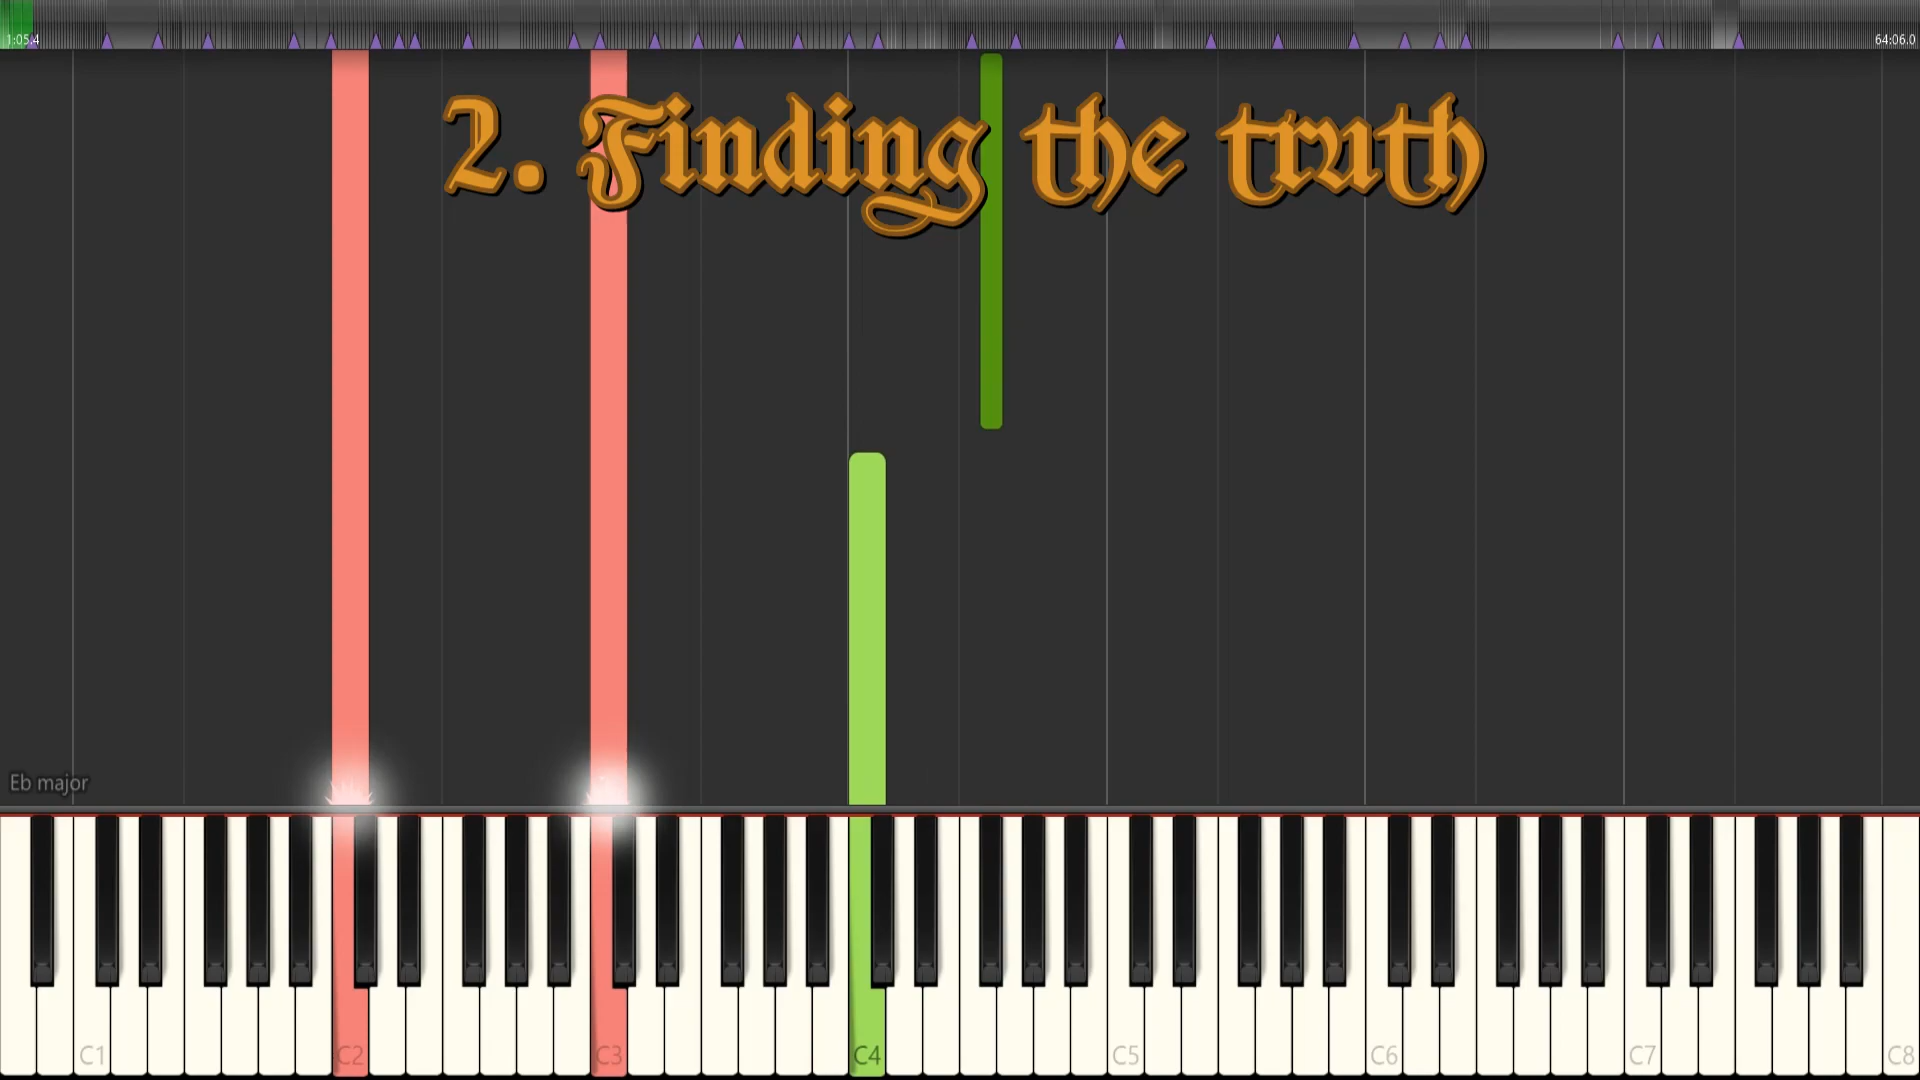 1:05.4
64:06.0
2. Finding the truth
Eb major
C1 C2 C3 C4 C5 C6 C7 C8